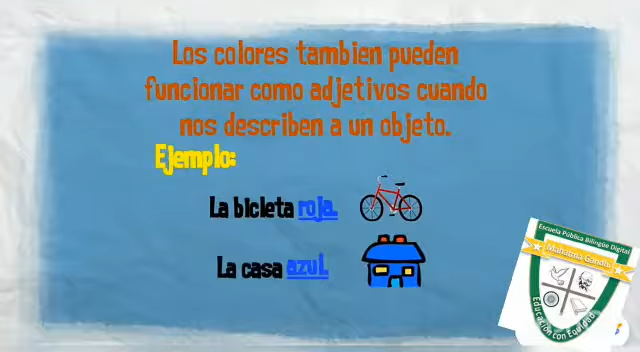 Los colores tambien pueden
funcionar como adjetivos cuando
nos describen a un objeto.
Ejemplo:
La bicleta roja.
La casa azul.
Escuela Pública Bilingüe Digital
Mahatma Gandhi
Educación con Equidad